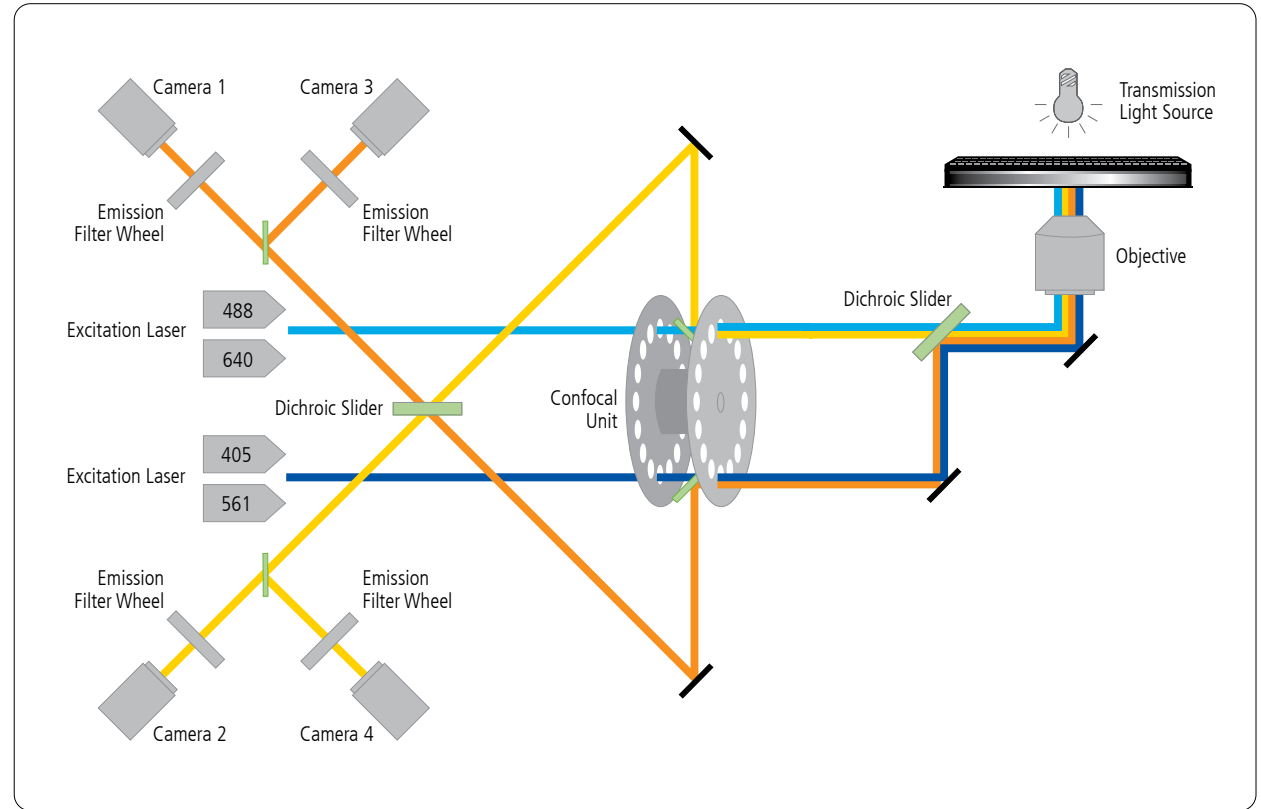 Camera 1
Camera 3
Transmission
Light Source
Emission
Filter Wheel
Emission
Filter Wheel
Objective
Dichroic Slider
488
Excitation Laser
640
Dichroic Slider
Confocal
Unit
405
Excitation Laser
561
Emission
Filter Wheel
Emission
Filter Wheel
Camera 2
Camera 4